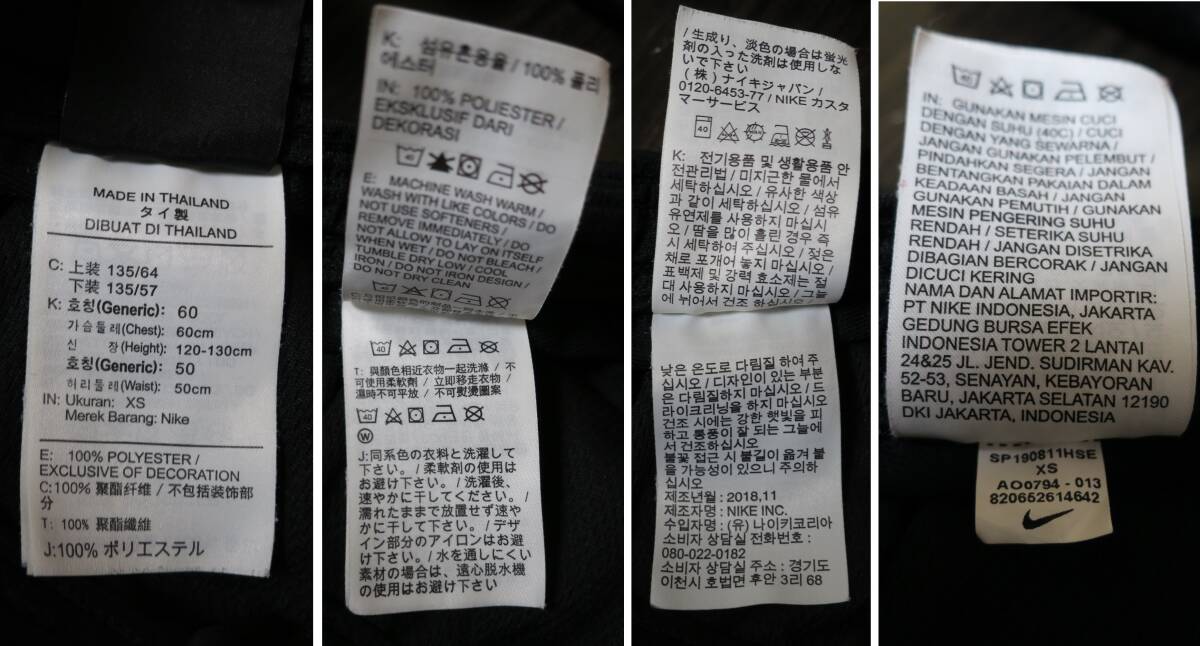 MADE IN THAILAND
タイ製
DIBUAT DI THAILAND
C: 上装 135/64
下装 135/57
K: 호칭(Generic): 60
가슴둘레(Chest): 60cm
신 장(Height): 120-130cm
호칭(Generic): 50
허리둘레(Waist): 50cm
IN: Ukuran: XS
Merek Barang: Nike
E: 100% POLYESTER /
EXCLUSIVE OF DECORATION
C:100% 聚酯纤维 / 不包括装饰部
分
T: 100% 聚酯纖維
J:100% ポリエステル
K: 섬유혼용율 / 100% 폴리
에스터
IN: 100% POLIESTER /
EKSKLUSIF DARI
DEKORASI
E: MACHINE WASH WARM /
WASH WITH LIKE COLORS / DO
NOT USE SOFTENERS /
REMOVE IMMEDIATELY / DO
NOT ALLOW TO LAY ON ITSELF
WHEN WET / DO NOT BLEACH /
TUMBLE DRY LOW / COOL
IRON / DO NOT IRON DESIGN /
DO NOT DRY CLEAN
T: 與顏色相近衣物一起洗滌 / 不
可使用柔軟劑 / 立即移走衣物 /
濕時不可平放 / 不可熨燙圖案
W
J:同系色の衣料と洗濯して
下さい。/ 柔軟剤の使用は
お避け下さい。/ 洗濯後、
速やかに干してください。/
濡れたままで放置せず速や
かに干して下さい。/ デザ
イン部分のアイロンはお避
け下さい。/ 水を通しにくい
素材の場合は、遠心脱水機
の使用はお避け下さい
/ 生成り、淡色の場合は蛍光
剤の入った洗剤は使用しな
いで下さい
(株) ナイキジャパン /
0120-6453-77 / NIKE カスタ
マーサービス
K: 전기용품 및 생활용품 안
전관리법 / 미지근한 물에서
세탁하십시오 / 유사한 색상
과 같이 세탁하십시오 / 섬유
유연제를 사용하지 마십시
오 / 땀을 많이 흘린 경우 즉
시 세탁하여 주십시오 / 젖은
채로 포개어 놓지 마십시오 /
표백제 및 강력 효소제는 절
대 사용하지 마십시오 / 그늘
에 뉘어서 건조 하십시오 /
낮은 온도로 다림질 하여 주
십시오 / 디자인이 있는 부분
은 다림질하지 마십시오 / 드
라이크리닝을 하지 마십시오
건조 시에는 강한 햇빛을 피
하고 통풍이 잘 되는 그늘에
서 건조하십시오
불꽃 접근 시 불길이 옮겨 붙
을 가능성이 있으니 주의하
십시오
제조년월 : 2018,11
제조자명 : NIKE INC.
수입자명 : (유) 나이키코리아
소비자 상담실 전화번호 :
080-022-0182
소비자 상담실 주소 : 경기도
이천시 호법면 후안 3리 68
IN: GUNAKAN MESIN CUCI
DENGAN SUHU (40C) / CUCI
DENGAN YANG SEWARNA /
JANGAN GUNAKAN PELEMBUT /
PINDAHKAN SEGERA / JANGAN
BENTANGKAN PAKAIAN DALAM
KEADAAN BASAH / JANGAN
GUNAKAN PEMUTIH / GUNAKAN
MESIN PENGERING SUHU
RENDAH / SETERIKA SUHU
RENDAH / JANGAN DISETRIKA
DIBAGIAN BERCORAK / JANGAN
DICUCI KERING
NAMA DAN ALAMAT IMPORTIR:
PT NIKE INDONESIA, JAKARTA
GEDUNG BURSA EFEK
INDONESIA TOWER 2 LANTAI
24&25 JL. JEND. SUDIRMAN KAV.
52-53, SENAYAN, KEBAYORAN
BARU, JAKARTA SELATAN 12190
DKI JAKARTA, INDONESIA
SP190811HSE
XS
AO0794 - 013
820652614642